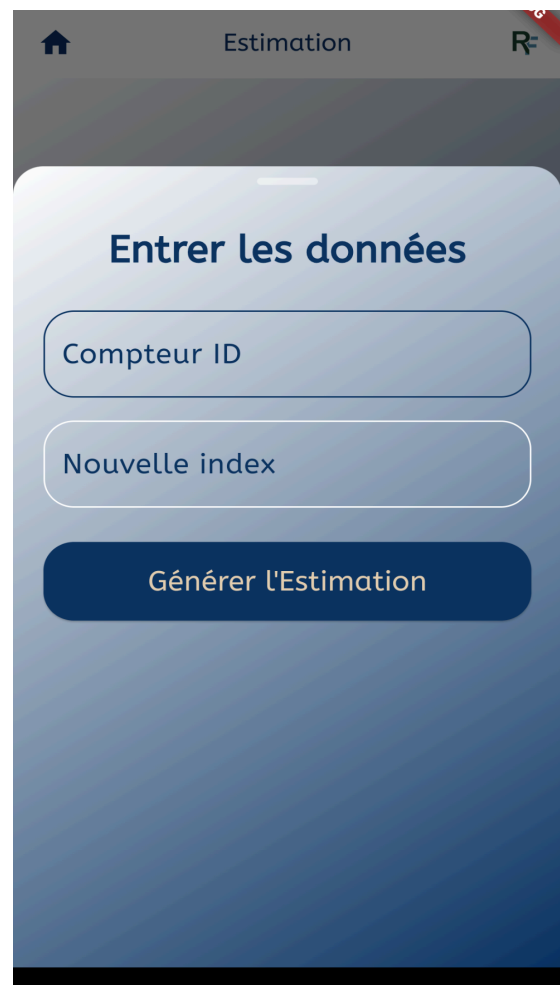 Estimation
Entrer les données
Compteur ID
Nouvelle index
Générer l'Estimation